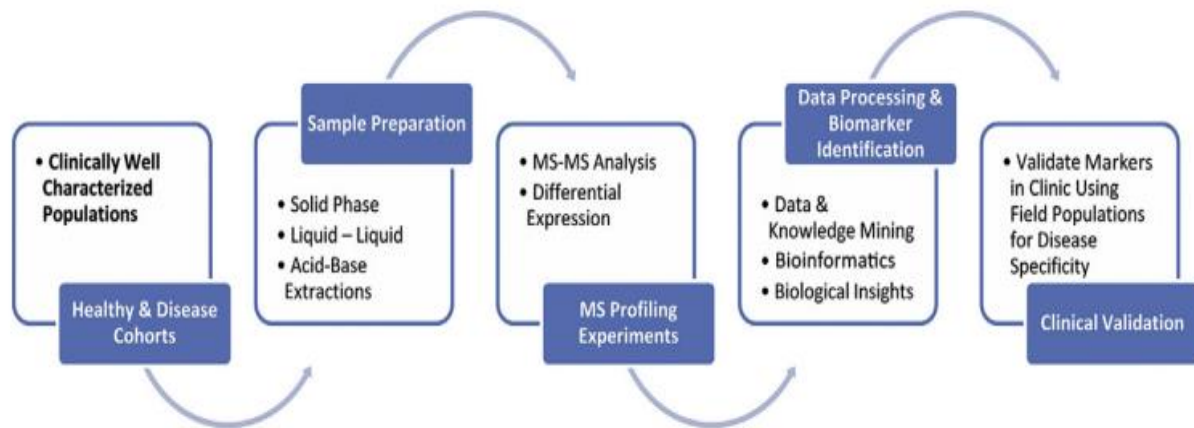 • Clinically Well
Characterized
Populations
Healthy & Disease
Cohorts
Sample Preparation
• Solid Phase
• Liquid – Liquid
• Acid-Base
Extractions
• MS-MS Analysis
• Differential
Expression
MS Profiling
Experiments
Data Processing &
Biomarker
Identification
• Data &
Knowledge Mining
• Bioinformatics
• Biological Insights
• Validate Markers
in Clinic Using
Field Populations
for Disease
Specificity
Clinical Validation